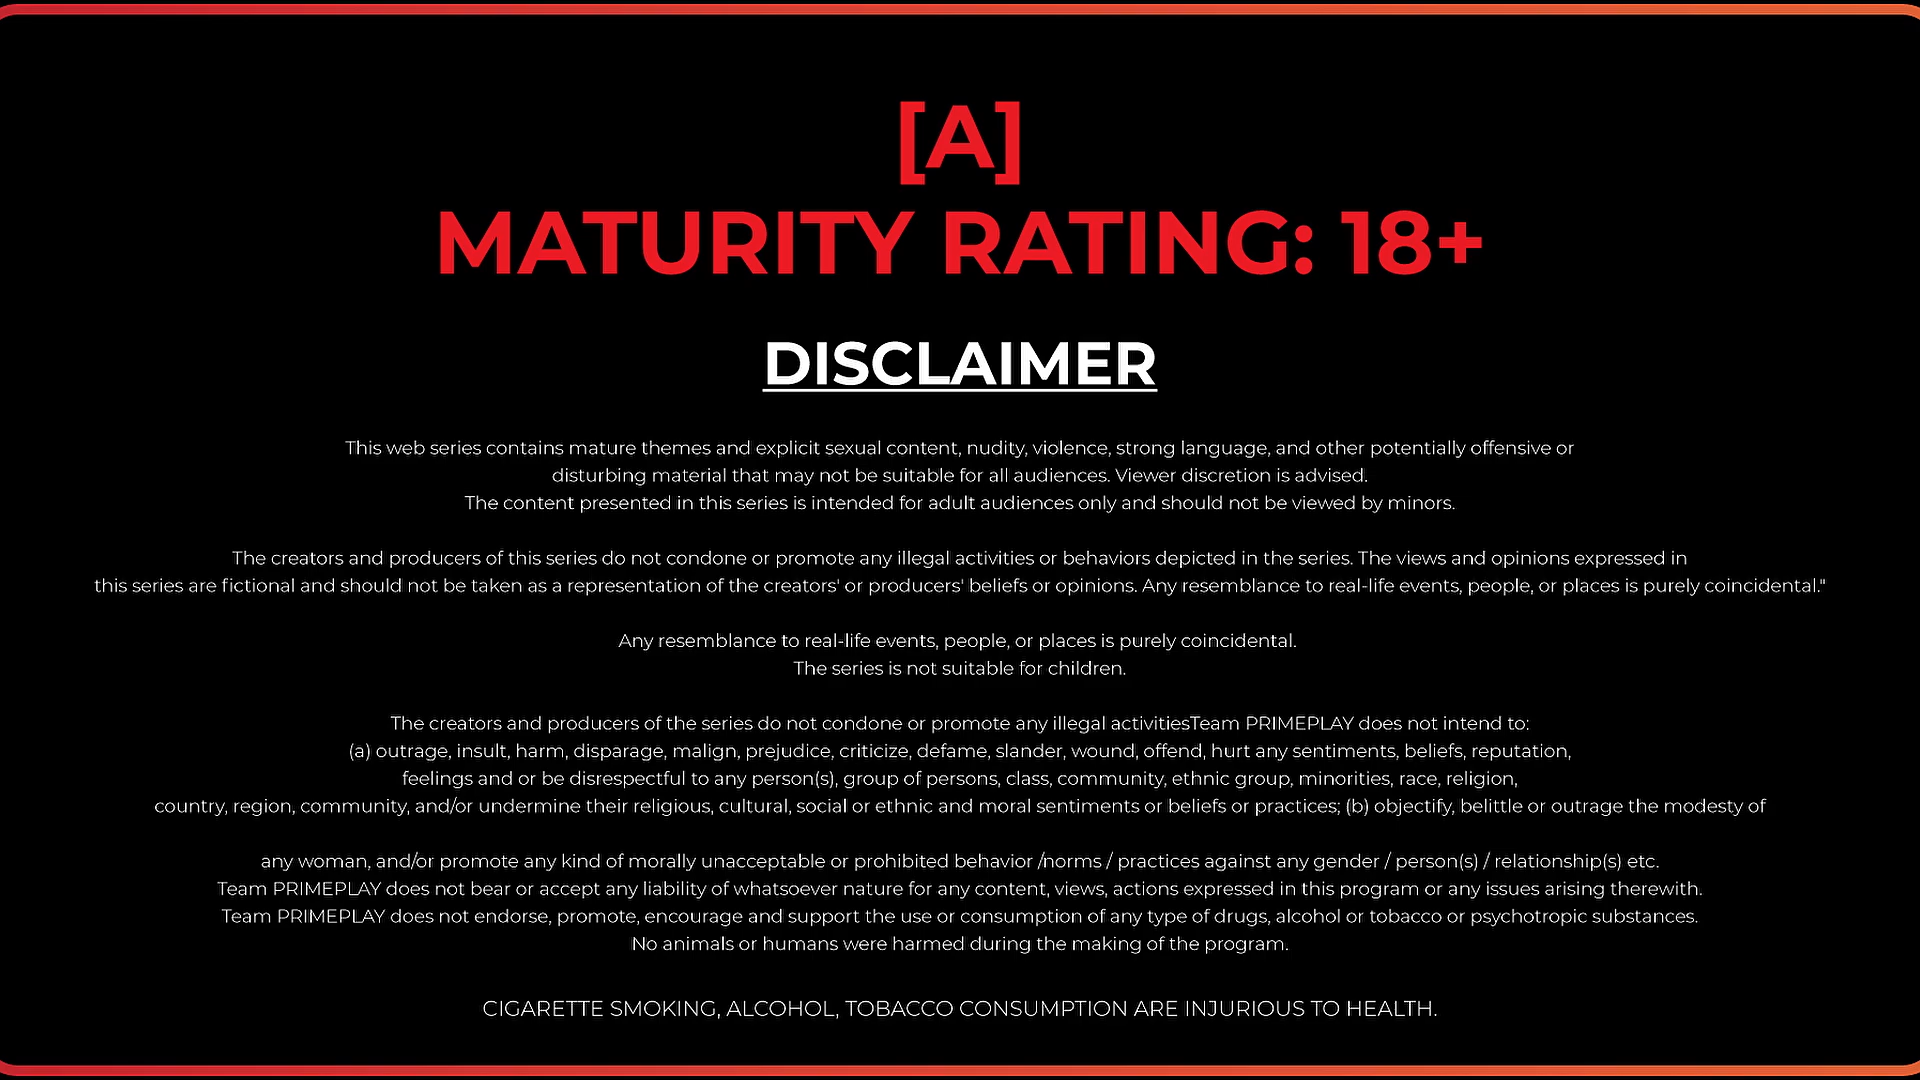 [A]
MATURITY RATING: 18+
DISCLAIMER
This web series contains mature themes and explicit sexual content, nudity, violence, strong language, and other potentially offensive or
disturbing material that may not be suitable for all audiences. Viewer discretion is advised.
The content presented in this series is intended for adult audiences only and should not be viewed by minors.
The creators and producers of this series do not condone or promote any illegal activities or behaviors depicted in the series. The views and opinions expressed in
this series are fictional and should not be taken as a representation of the creators' or producers' beliefs or opinions. Any resemblance to real-life events, people, or places is purely coincidental."
Any resemblance to real-life events, people, or places is purely coincidental.
The series is not suitable for children.
The creators and producers of the series do not condone or promote any illegal activitiesTeam PRIMEPLAY does not intend to:
(a) outrage, insult, harm, disparage, malign, prejudice, criticize, defame, slander, wound, offend, hurt any sentiments, beliefs, reputation,
feelings and or be disrespectful to any person(s), group of persons, class, community, ethnic group, minorities, race, religion,
country, region, community, and/or undermine their religious, cultural, social or ethnic and moral sentiments or beliefs or practices; (b) objectify, belittle or outrage the modesty of
any woman, and/or promote any kind of morally unacceptable or prohibited behavior /norms / practices against any gender / person(s) / relationship(s) etc.
Team PRIMEPLAY does not bear or accept any liability of whatsoever nature for any content, views, actions expressed in this program or any issues arising therewith.
Team PRIMEPLAY does not endorse, promote, encourage and support the use or consumption of any type of drugs, alcohol or tobacco or psychotropic substances.
No animals or humans were harmed during the making of the program.
CIGARETTE SMOKING, ALCOHOL, TOBACCO CONSUMPTION ARE INJURIOUS TO HEALTH.